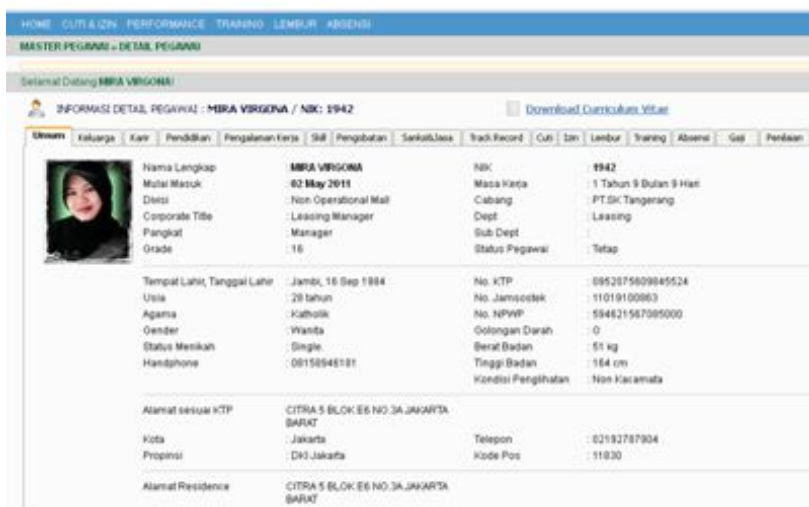 HOME CUTI & IZIN PERFORMANCE TRAINING LEMBUR ABSENSI
MASTER PEGAWAI » DETAIL PEGAWAI
Selamat Datang MIRA VIRGONA!
INFORMASI DETAIL PEGAWAI : MIRA VIRGONA / NIK: 1942 Download Curriculum Vitae
Umum Keluarga Karir Pendidikan Pengalaman Kerja Skill Pengobatan Sanksi&Jasa Track Record Cuti Izin Lembur Training Absensi Gaji Penilaian
Nama Lengkap : MIRA VIRGONA NIK : 1942
Mulai Masuk : 02 May 2011 Masa Kerja : 1 Tahun 9 Bulan 9 Hari
Divisi : Non Operational Mall Cabang : PT.SK Tangerang
Corporate Title : Leasing Manager Dept : Leasing
Pangkat : Manager Sub Dept :
Grade : 16 Status Pegawai : Tetap
Tempat Lahir, Tanggal Lahir : Jambi, 16 Sep 1984 No. KTP : 0952075609845524
Usia : 28 tahun No. Jamsostek : 11019100863
Agama : Katholik No. NPWP : 594621567085000
Gender : Wanita Golongan Darah : O
Status Menikah : Single. Berat Badan : 51 kg
Handphone : 08158946181 Tinggi Badan : 164 cm
Kondisi Penglihatan : Non Kacamata
Alamat sesuai KTP CITRA 5 BLOK E6 NO.3A JAKARTA
BARAT
Kota : Jakarta Telepon : 02192787904
Propinsi : DKI Jakarta Kode Pos : 11830
Alamat Residence CITRA 5 BLOK E6 NO.3A JAKARTA
BARAT